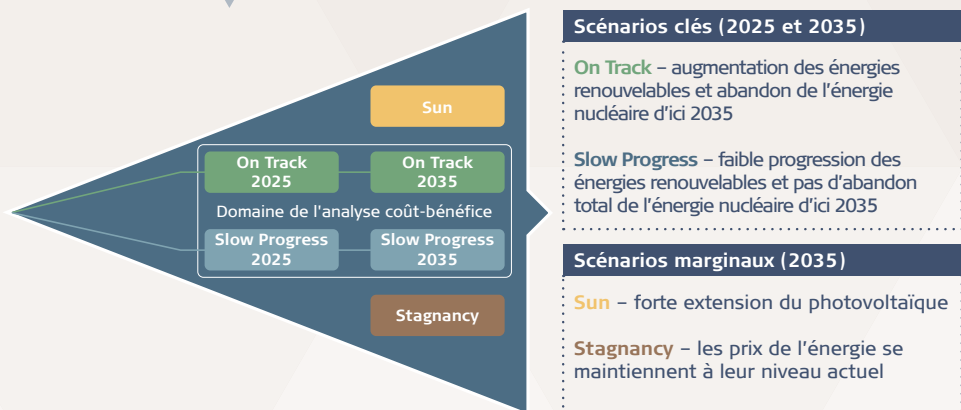 Sun
On Track
2025
On Track
2035
Domaine de l'analyse coût-bénéfice
Slow Progress
2025
Slow Progress
2035
Stagnancy
Scénarios clés (2025 et 2035)
On Track – augmentation des énergies
renouvelables et abandon de l'énergie
nucléaire d'ici 2035
Slow Progress – faible progression des
énergies renouvelables et pas d'abandon
total de l'énergie nucléaire d'ici 2035
Scénarios marginaux (2035)
Sun – forte extension du photovoltaïque
Stagnancy – les prix de l'énergie se
maintiennent à leur niveau actuel